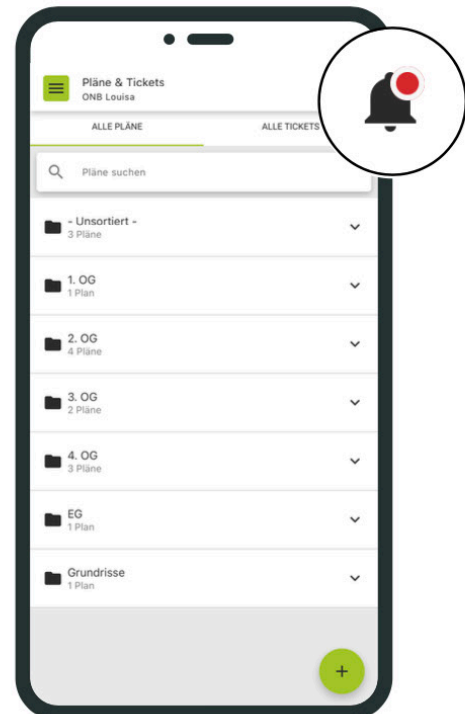 Pläne & Tickets
ONB Louisa
ALLE PLÄNE
ALLE TICKETS
Pläne suchen
- Unsortiert -
3 Pläne
1. OG
1 Plan
2. OG
4 Pläne
3. OG
2 Pläne
4. OG
3 Pläne
EG
1 Plan
Grundrisse
1 Plan